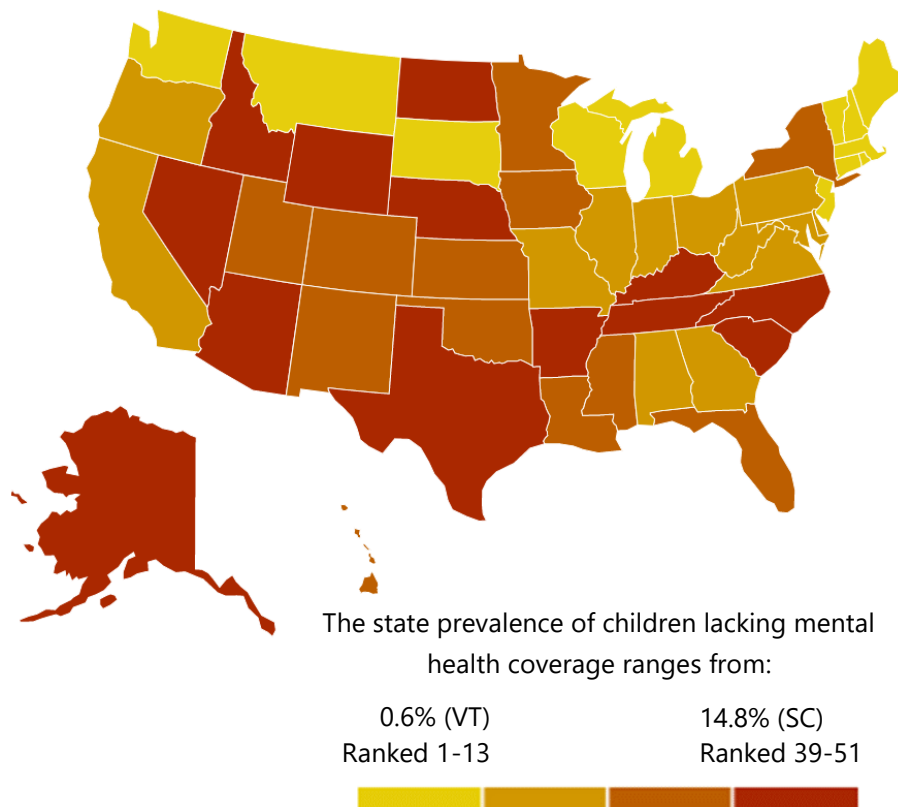 The state prevalence of children lacking mental
health coverage ranges from:
0.6% (VT) 14.8% (SC)
Ranked 1-13 Ranked 39-51